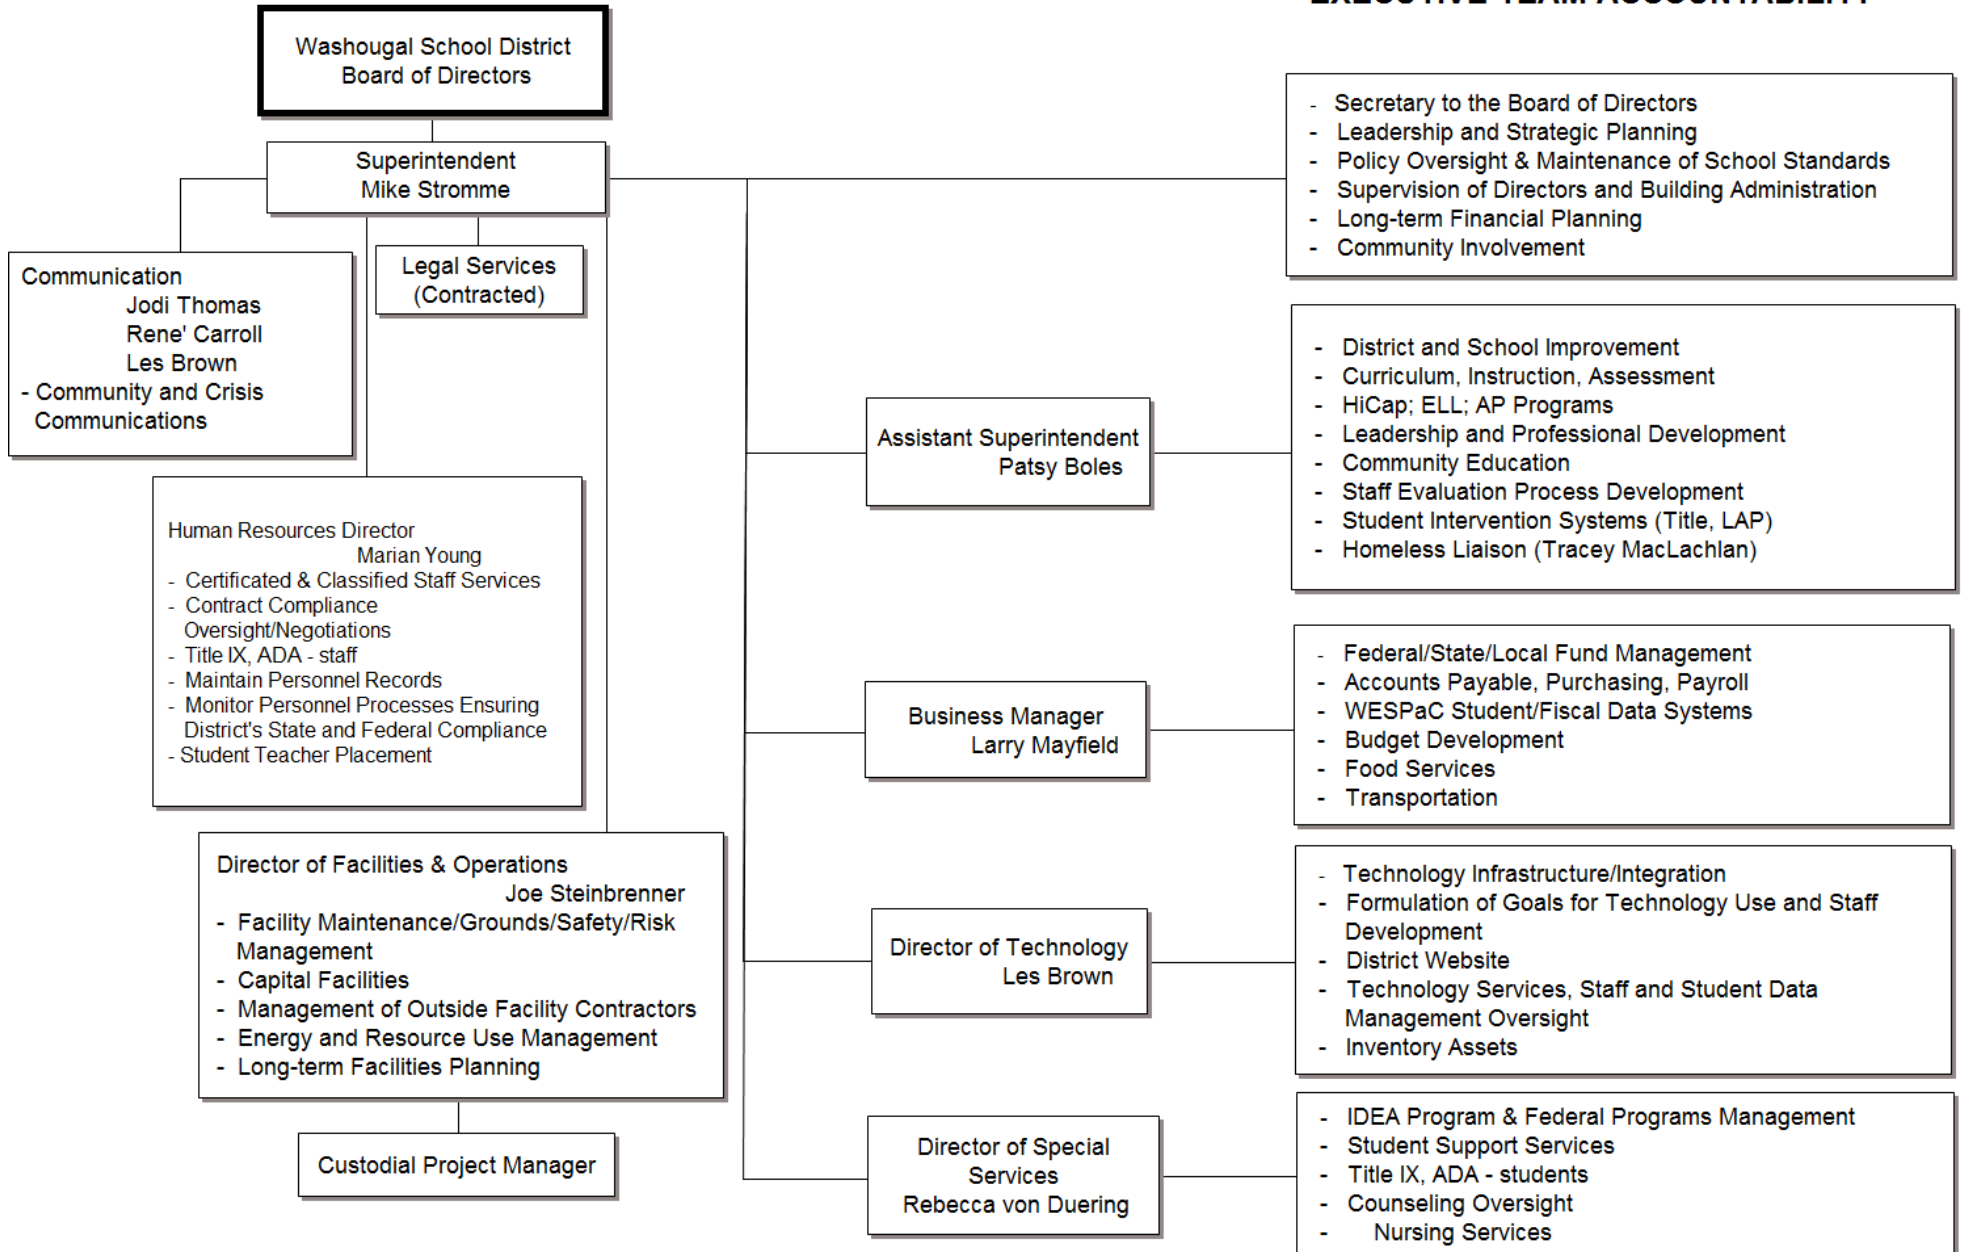 EXECUTIVE TEAM ACCOUNTABILITY
Washougal School District
Board of Directors
Superintendent
Mike Stromme
- Secretary to the Board of Directors
- Leadership and Strategic Planning
- Policy Oversight & Maintenance of School Standards
- Supervision of Directors and Building Administration
- Long-term Financial Planning
- Community Involvement
Communication
Jodi Thomas
Rene' Carroll
Les Brown
- Community and Crisis
Communications
Legal Services
(Contracted)
Human Resources Director
Marian Young
- Certificated & Classified Staff Services
- Contract Compliance
Oversight/Negotiations
- Title IX, ADA - staff
- Maintain Personnel Records
- Monitor Personnel Processes Ensuring
District's State and Federal Compliance
- Student Teacher Placement
Director of Facilities & Operations
Joe Steinbrenner
- Facility Maintenance/Grounds/Safety/Risk
Management
- Capital Facilities
- Management of Outside Facility Contractors
- Energy and Resource Use Management
- Long-term Facilities Planning
Custodial Project Manager
Assistant Superintendent
Patsy Boles
- District and School Improvement
- Curriculum, Instruction, Assessment
- HiCap; ELL; AP Programs
- Leadership and Professional Development
- Community Education
- Staff Evaluation Process Development
- Student Intervention Systems (Title, LAP)
- Homeless Liaison (Tracey MacLachlan)
Business Manager
Larry Mayfield
- Federal/State/Local Fund Management
- Accounts Payable, Purchasing, Payroll
- WESPaC Student/Fiscal Data Systems
- Budget Development
- Food Services
- Transportation
Director of Technology
Les Brown
- Technology Infrastructure/Integration
- Formulation of Goals for Technology Use and Staff
Development
- District Website
- Technology Services, Staff and Student Data
Management Oversight
- Inventory Assets
Director of Special
Services
Rebecca von Duering
- IDEA Program & Federal Programs Management
- Student Support Services
- Title IX, ADA - students
- Counseling Oversight
- Nursing Services